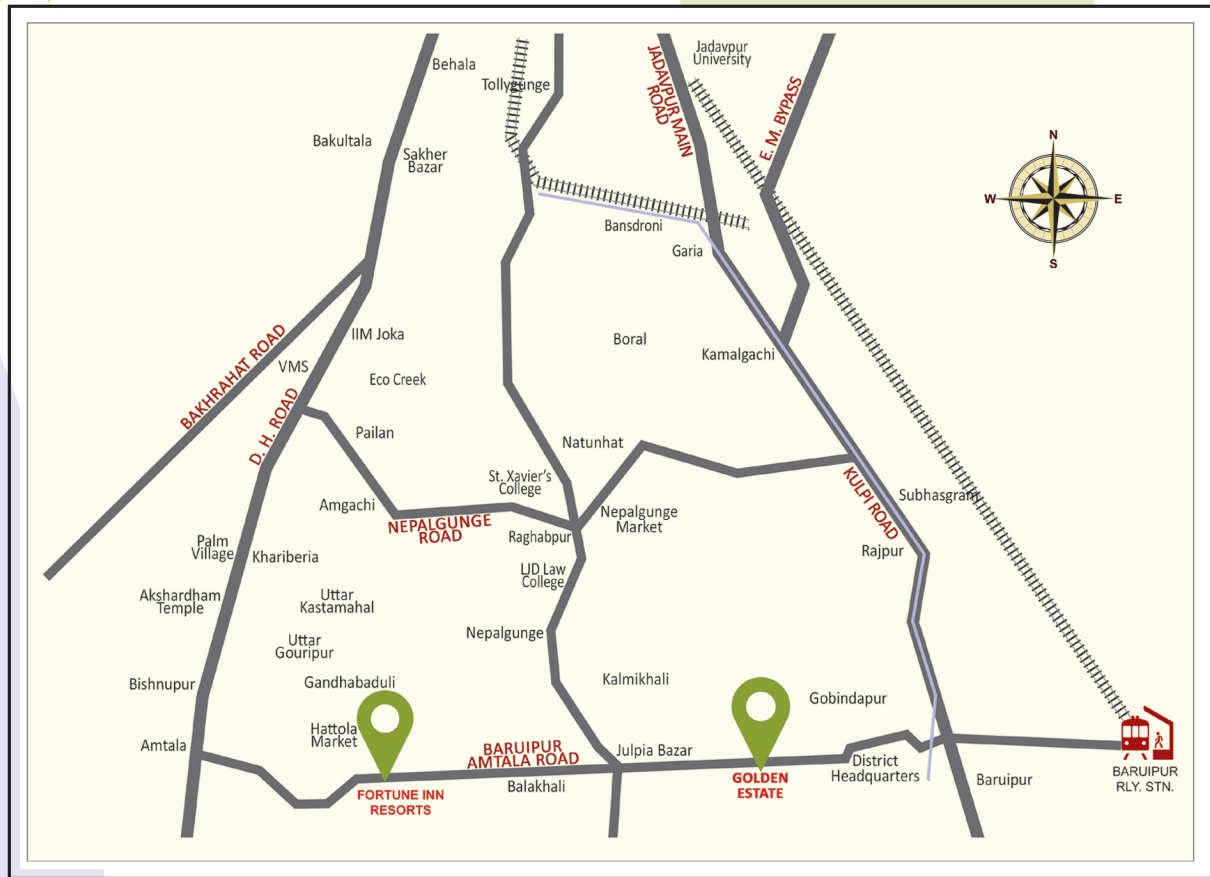 Behala
Tollygunge
JADAVPUR MAIN
ROAD
Jadavpur
University
E. M. BYPASS
Bakultala
Sakher
Bazar
N
W
E
S
Bansdroni
Garia
BAKHRAHAT ROAD
IIM Joka
VMS
Boral
Kamalgachi
Eco Creek
D. H. ROAD
Pailan
Natunhat
St. Xavier's
College
Amgachi
NEPALGUNGE
ROAD
Raghabpur
Nepalgunge
Market
KULPI ROAD
Subhasgram
Rajpur
Palm
Village
Khariberia
LJD Law
College
Akshardham
Temple
Uttar
Kastamahal
Uttar
Gouripur
Nepalgunge
Bishnupur
Gandhabaduli
Kalmikhali
Gobindapur
Hattola
Market
Amtala
BARUIPUR
AMTALA ROAD
Julpia Bazar
District
Headquarters
Balakhali
FORTUNE INN
RESORTS
GOLDEN
ESTATE
Baruipur
BARUIPUR
RLY. STN.